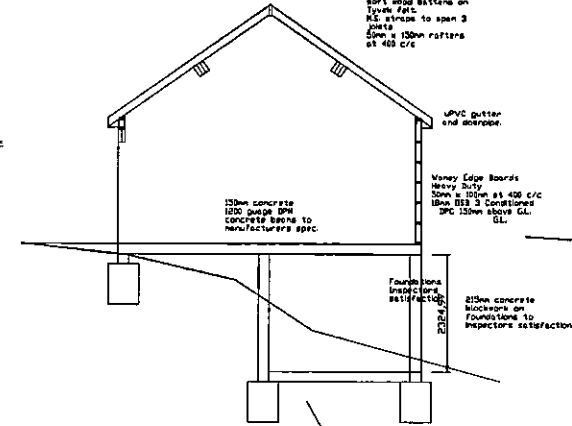 soft wood battens on
Tyvek felt.
M.S. straps to span 3
joists
50mm x 150mm rafters
at 400 c/c
uPVC gutter
and downpipe.
Waney Edge Boards
Heavy Duty
50mm x 100mm at 400 c/c
18mm OSB 3 Conditioned
DPC 150mm above G.L.
G.L.
150mm concrete
1200 guage DPM
concrete beams to
manufacturers spec.
Foundations
Inspectors
satisfaction
2324,99
215mm concrete
blockwork on
foundations to
Inspectors satisfaction